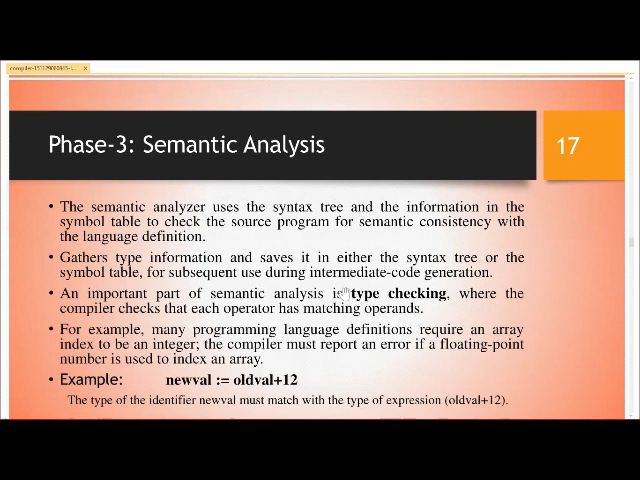 Phase-3: Semantic Analysis
17
• The semantic analyzer uses the syntax tree and the information in the
symbol table to check the source program for semantic consistency with
the language definition.
• Gathers type information and saves it in either the syntax tree or the
symbol table, for subsequent use during intermediate-code generation.
• An important part of semantic analysis is type checking, where the
compiler checks that each operator has matching operands.
• For example, many programming language definitions require an array
index to be an integer; the compiler must report an error if a floating-point
number is used to index an array.
• Example: newval := oldval+12
The type of the identifier newval must match with the type of expression (oldval+12).